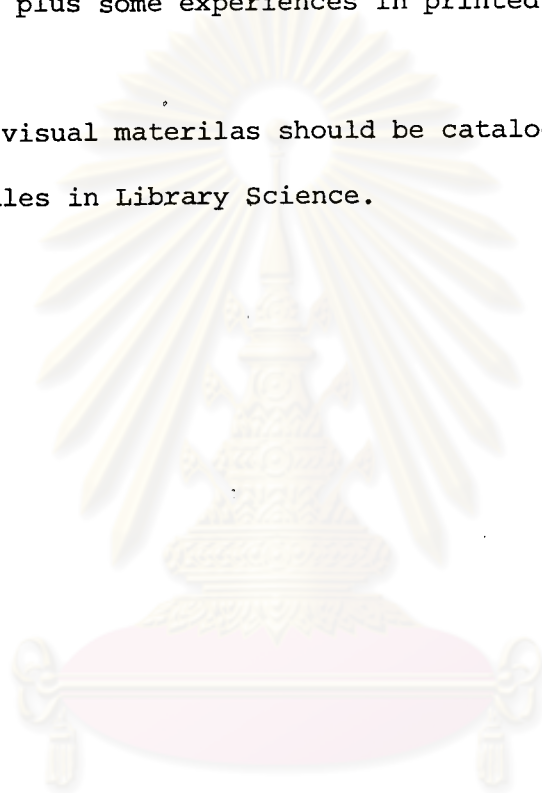 plus some experiences in printed
visual materilas should be catalo
les in Library Science.